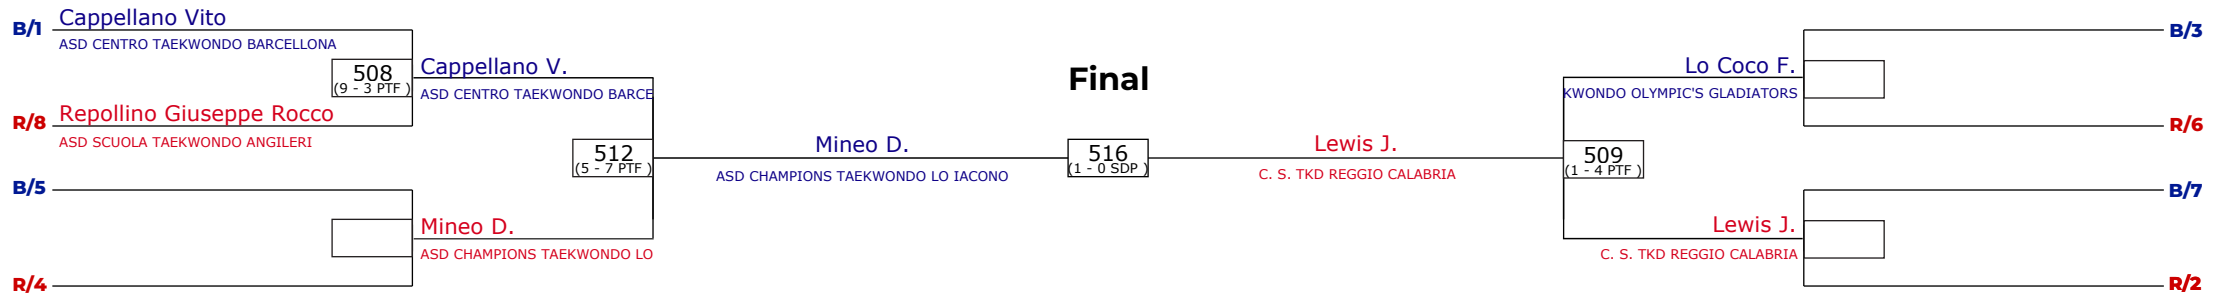 B/1
Cappellano Vito
ASD CENTRO TAEKWONDO BARCELLONA
508
(9 - 3 PTF )
R/8
Repollino Giuseppe Rocco
ASD SCUOLA TAEKWONDO ANGILERI
B/5
R/4
Cappellano V.
ASD CENTRO TAEKWONDO BARCE
512
(5 - 7 PTF )
Mineo D.
ASD CHAMPIONS TAEKWONDO LO
Mineo D.
ASD CHAMPIONS TAEKWONDO LO IACONO
Final
516
(1 - 0 SDP )
Lewis J.
C. S. TKD REGGIO CALABRIA
Lo Coco F.
KWONDO OLYMPIC'S GLADIATORS
509
(1 - 4 PTF )
Lewis J.
C. S. TKD REGGIO CALABRIA
B/3
R/6
B/7
R/2